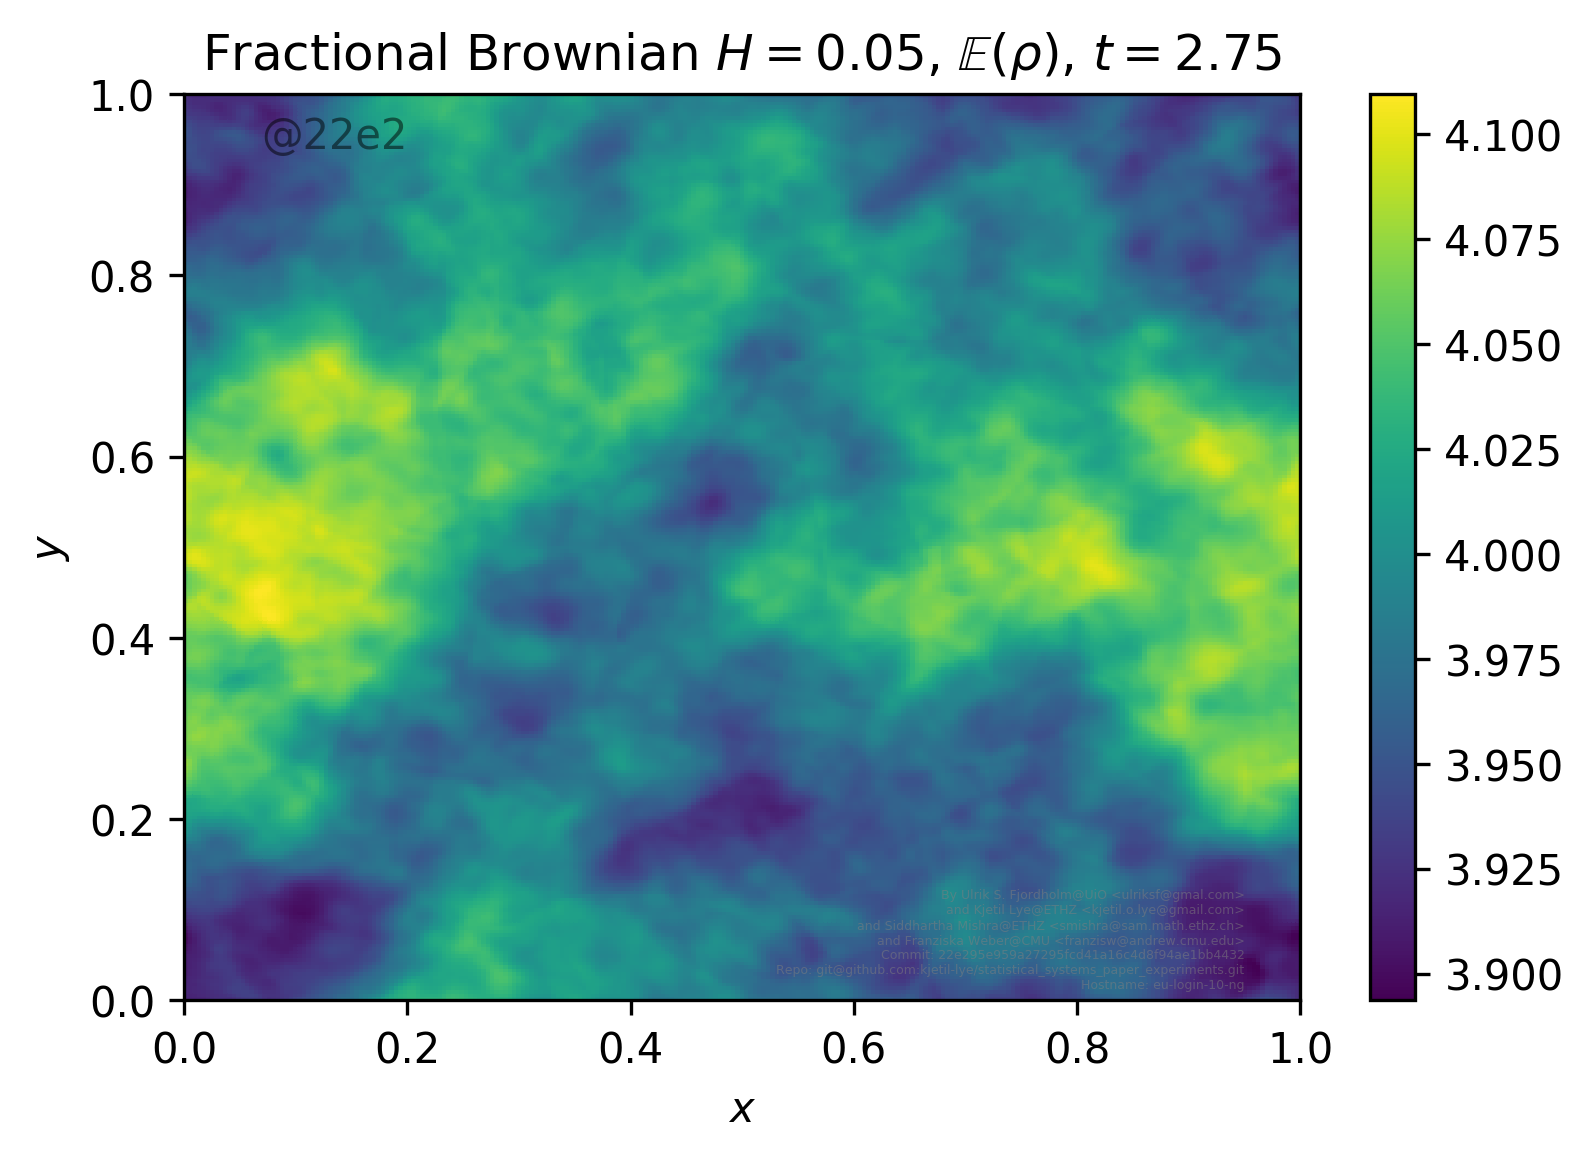 Fractional Brownian H = 0.05, 𝔼(ρ), t = 2.75
1.0
0.8
0.6
0.4
0.2
0.0
y
@22e2
By Ulrik S. Fjordholm@UiO <ulriksf@gmal.com>
and Kjetil Lye@ETHZ <kjetil.o.lye@gmail.com>
and Siddhartha Mishra@ETHZ <smishra@sam.math.ethz.ch>
and Franziska Weber@CMU <franzisw@andrew.cmu.edu>
Commit: 22e295e959a27295fcd41a16c4d8f94ae1bb4432
Repo: git@github.com:kjetil-lye/statistical_systems_paper_experiments.git
Hostname: eu-login-10-ng
0.0 0.2 0.4 0.6 0.8 1.0
x
4.100
4.075
4.050
4.025
4.000
3.975
3.950
3.925
3.900